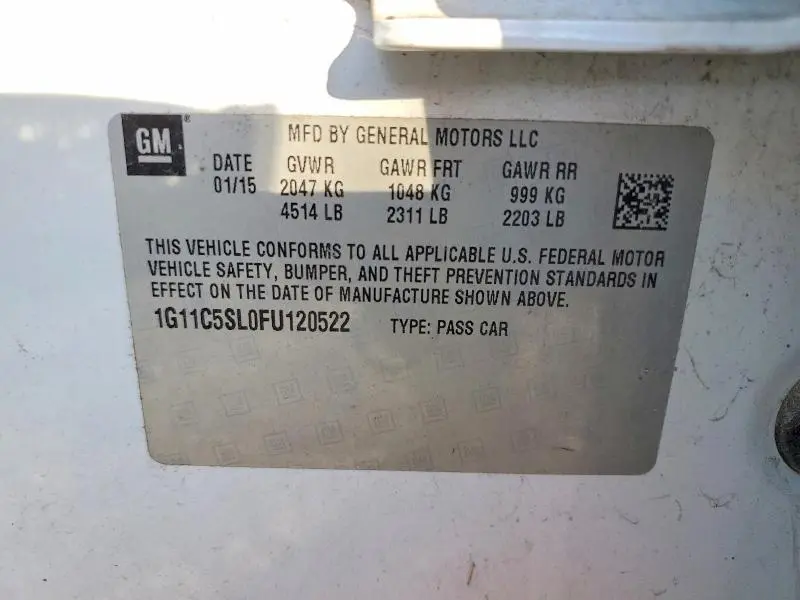 GM ® MFD BY GENERAL MOTORS LLC
DATE GVWR GAWR FRT GAWR RR
01/15 2047 KG 1048 KG 999 KG
4514 LB 2311 LB 2203 LB
THIS VEHICLE CONFORMS TO ALL APPLICABLE U.S. FEDERAL MOTOR
VEHICLE SAFETY, BUMPER, AND THEFT PREVENTION STANDARDS IN
EFFECT ON THE DATE OF MANUFACTURE SHOWN ABOVE.
1G11C5SL0FU120522 TYPE: PASS CAR